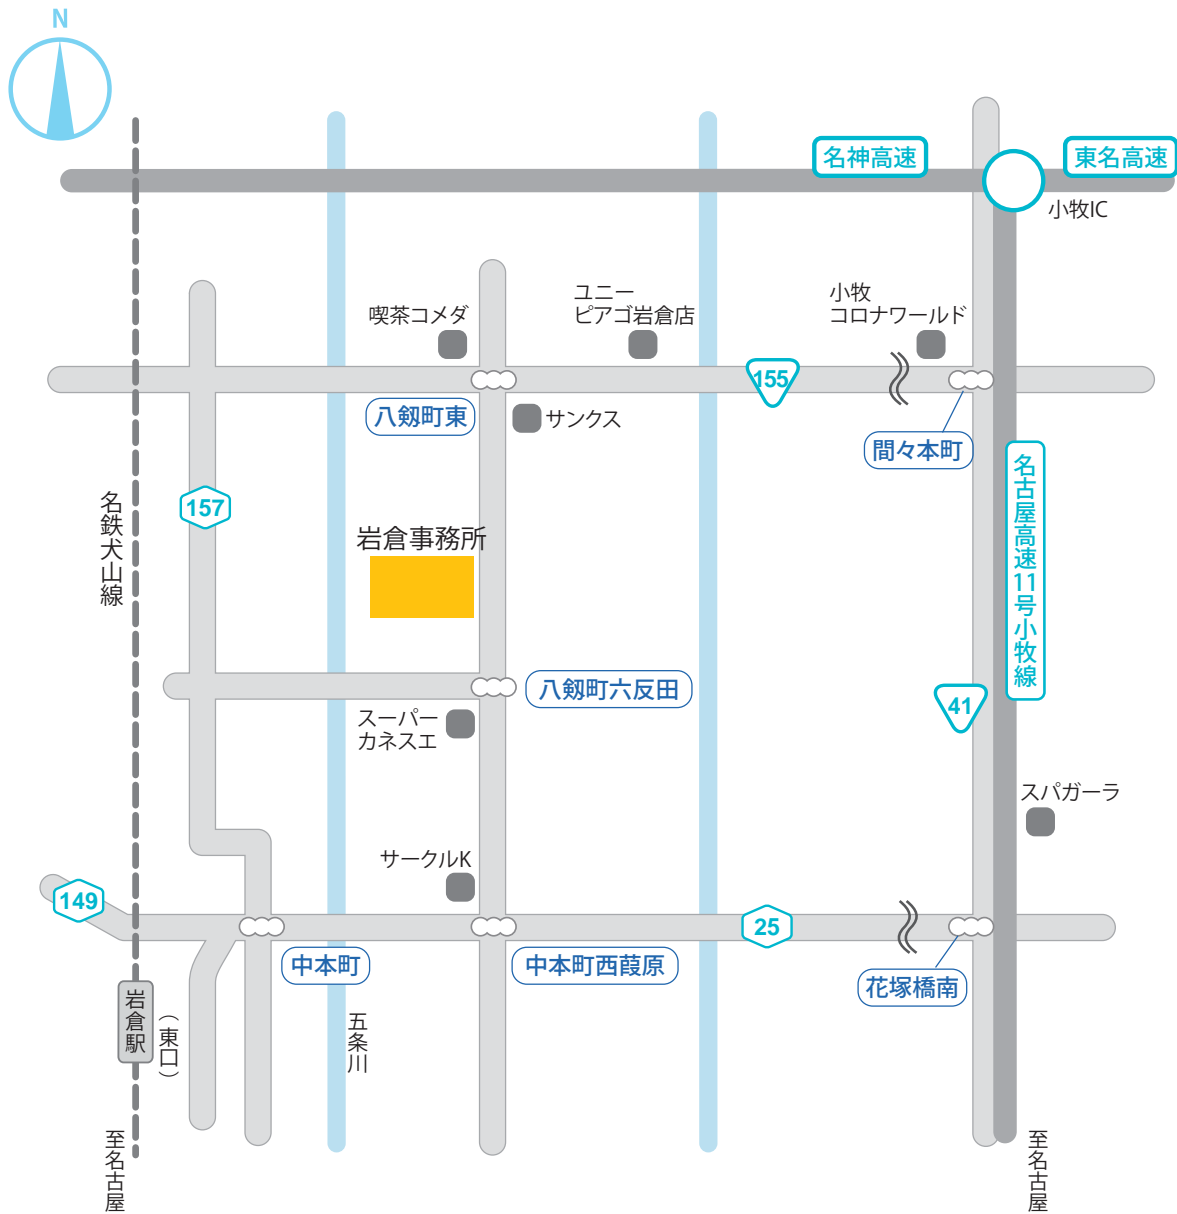 N
名神高速
東名高速
小牧IC
喫茶コメダ
ユニー
ピアゴ岩倉店
小牧
コロナワールド
155
八剱町東
サンクス
間々本町
名鉄犬山線
157
岩倉事務所
名古屋高速11号小牧線
八剱町六反田
スーパー
カネスエ
41
スパガーラ
サークルK
149
25
中本町
中本町西葭原
花塚橋南
岩倉駅
（東口）
五条川
至名古屋
至名古屋